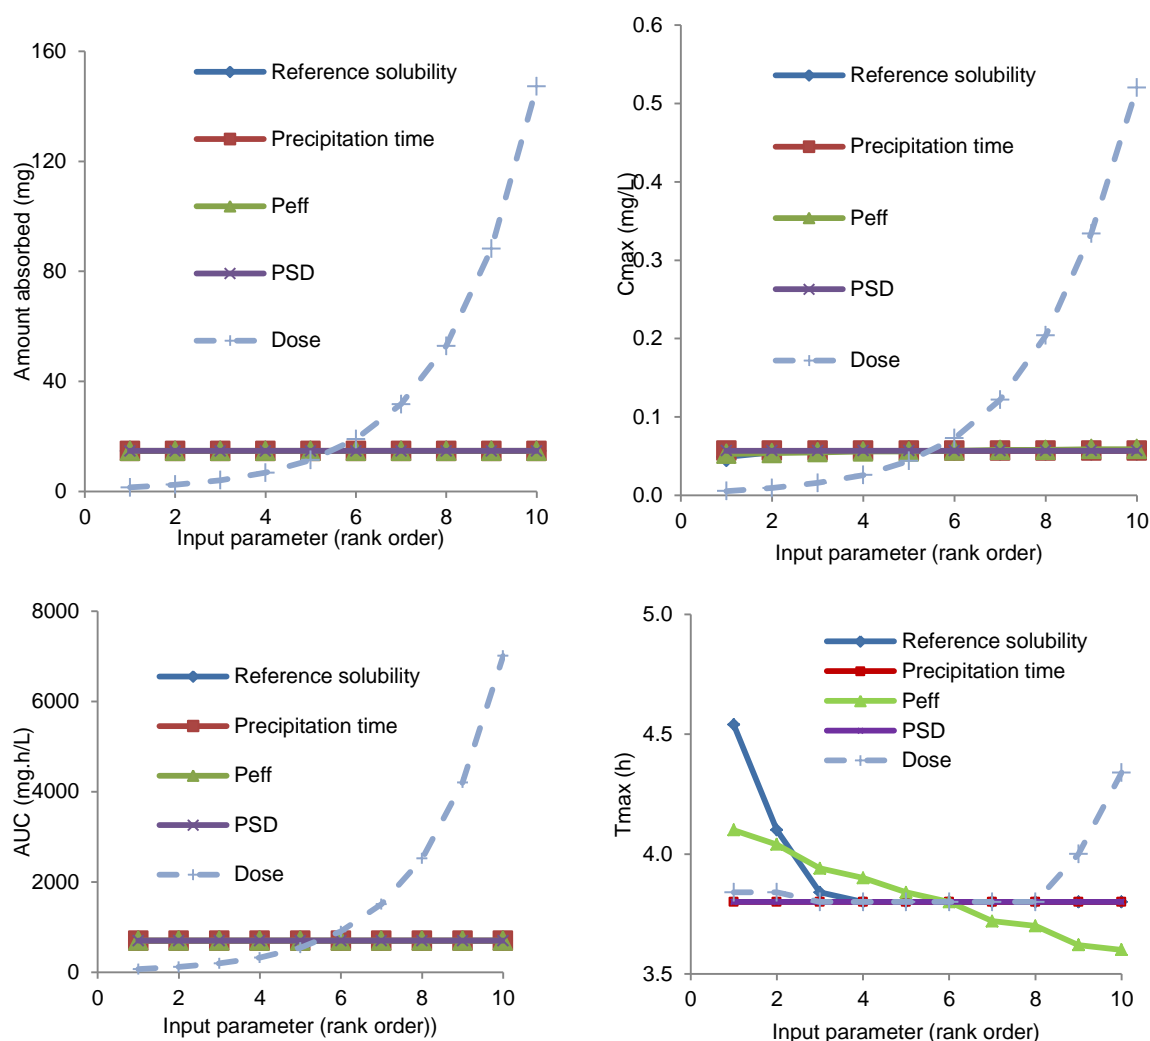 Amount absorbed (mg)
160
120
80
40
0
Reference solubility
Precipitation time
Peff
PSD
Dose
0 2 4 6 8 10
Input parameter (rank order)
Cmax (mg/L)
0.6
0.5
0.4
0.3
0.2
0.1
0.0
Reference solubility
Precipitation time
Peff
PSD
Dose
0 2 4 6 8 10
Input parameter (rank order)
AUC (mg.h/L)
8000
6000
4000
2000
0
Reference solubility
Precipitation time
Peff
PSD
Dose
0 2 4 6 8 10
Input parameter (rank order))
Tmax (h)
5.0
4.5
4.0
3.5
Reference solubility
Precipitation time
Peff
PSD
Dose
0 2 4 6 8 10
Input parameter (rank order)